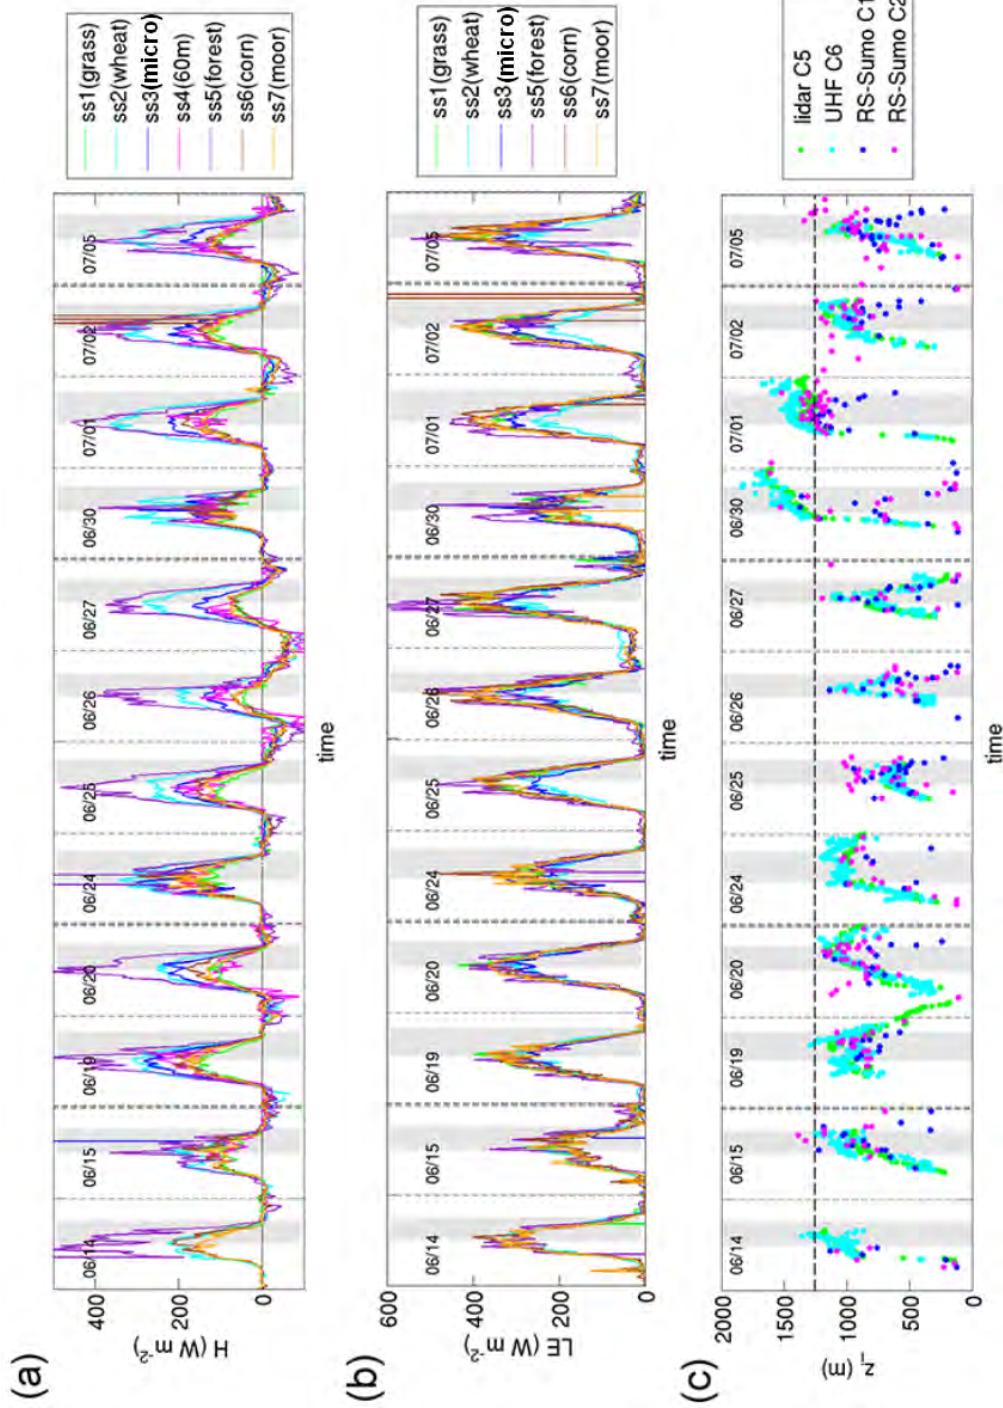 (a)
H (W m⁻²)
400
200
0
06/14
06/15
06/19
06/20
06/24
06/25
06/26
06/27
06/30
07/01
07/02
07/05
time
ss1(grass)
ss2(wheat)
ss3(micro)
ss4(60m)
ss5(forest)
ss6(corn)
ss7(moor)
(b)
LE (W m⁻²)
600
400
200
0
06/14
06/15
06/19
06/20
06/24
06/25
06/26
06/27
06/30
07/01
07/02
07/05
time
ss1(grass)
ss2(wheat)
ss3(micro)
ss5(forest)
ss6(corn)
ss7(moor)
(c)
zᵢ (m)
2000
1500
1000
500
0
06/14
06/15
06/19
06/20
06/24
06/25
06/26
06/27
06/30
07/01
07/02
07/05
time
lidar C5
UHF C6
RS-Sumo C1
RS-Sumo C2